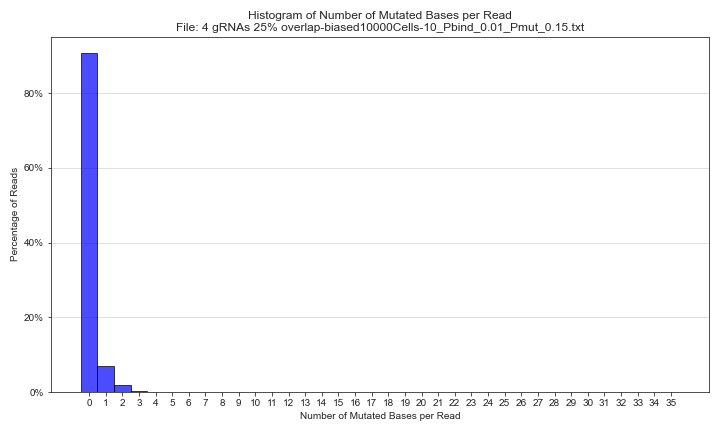 Histogram of Number of Mutated Bases per Read
File: 4 gRNAs 25% overlap-biased10000Cells-10_Pbind_0.01_Pmut_0.15.txt
80%
60%
40%
20%
0%
Percentage of Reads
0 1 2 3 4 5 6 7 8 9 10 11 12 13 14 15 16 17 18 19 20 21 22 23 24 25 26 27 28 29 30 31 32 33 34 35
Number of Mutated Bases per Read